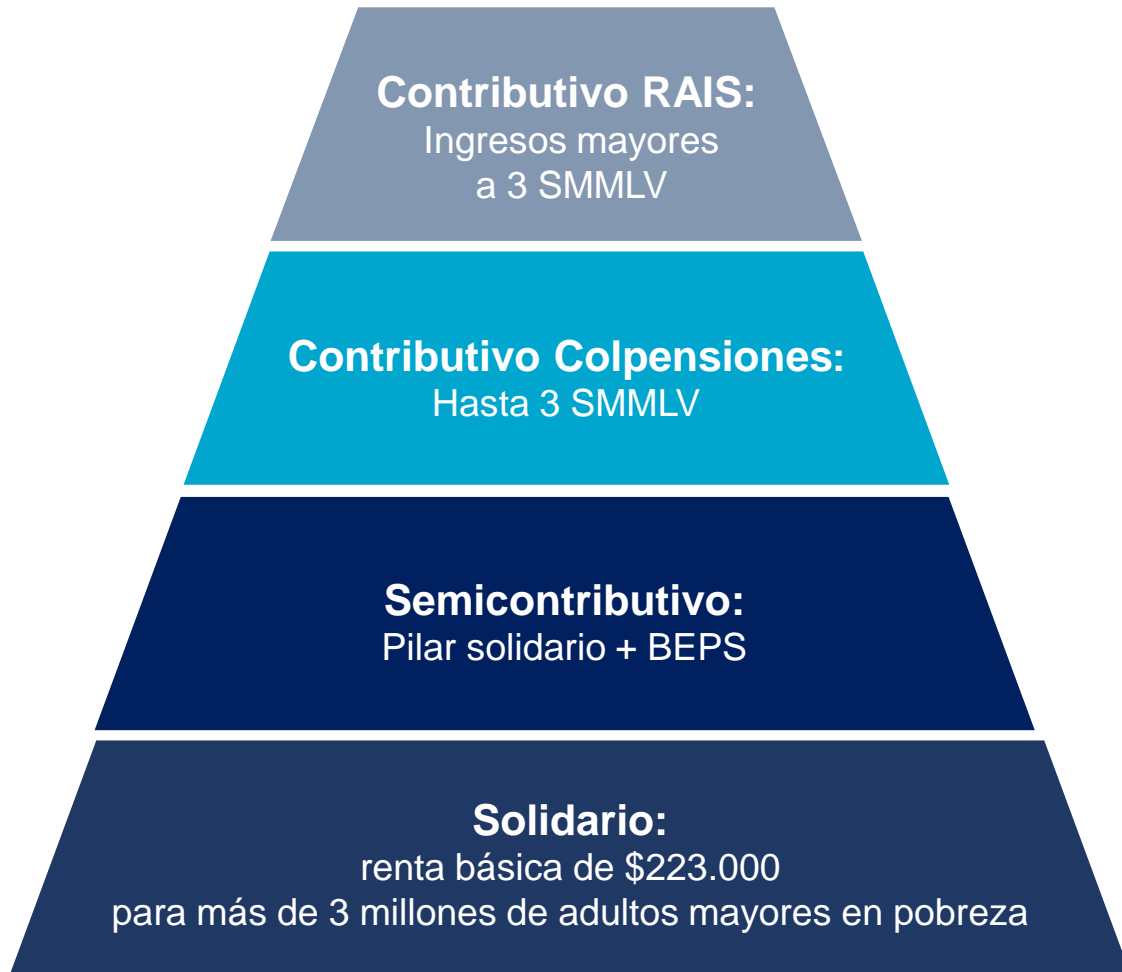 Contributivo RAIS:
Ingresos mayores
a 3 SMMLV
Contributivo Colpensiones:
Hasta 3 SMMLV
Semicontributivo:
Pilar solidario + BEPS
Solidario:
renta básica de $223.000
para más de 3 millones de adultos mayores en pobreza